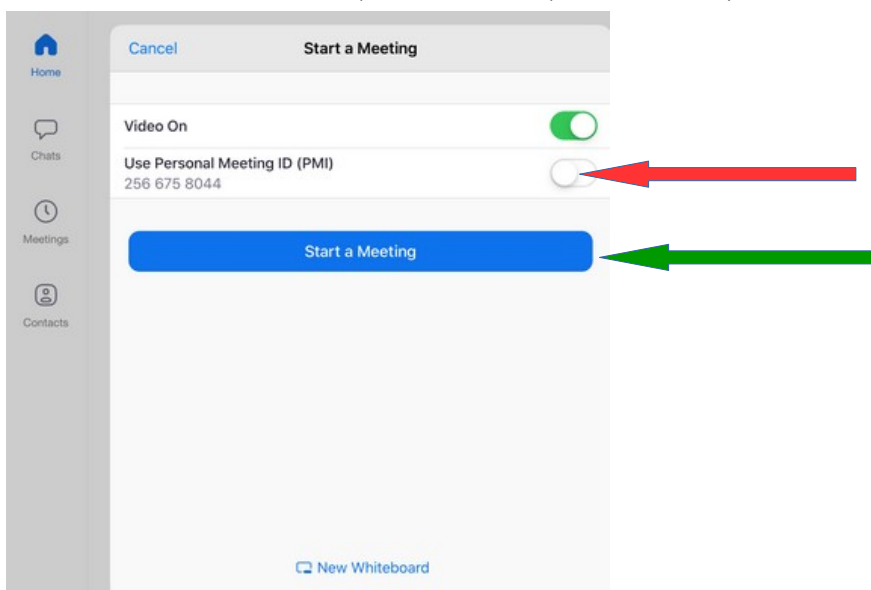 Home
Chats
Meetings
Contacts
Cancel
Start a Meeting
Video On
Use Personal Meeting ID (PMI)
256 675 8044
Start a Meeting
New Whiteboard